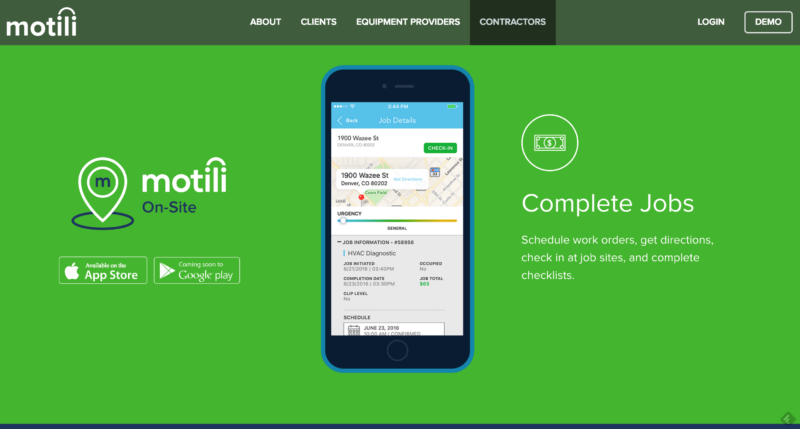 motili
ABOUT CLIENTS EQUIPMENT PROVIDERS CONTRACTORS LOGIN DEMO
m motili
On-Site
Available on the
App Store
Coming soon to
Google play
3:44 PM
Back Job Details
1900 Wazee St
DENVER, CO 80202
CHECK-IN
1900 Wazee St
Denver, CO 80202
Get Directions
Coors Field
URGENCY
GENERAL
JOB INFORMATION - #58956
HVAC Diagnostic
JOB INITIATED OCCUPIED
6/21/2016 | 03:40PM No
COMPLETION DATE JOB TOTAL
6/23/2016 | 03:36PM $65
CLIP LEVEL
No
SCHEDULE
JUNE 23, 2016
10:00 AM / CONFIRMED
Complete Jobs
Schedule work orders, get directions,
check in at job sites, and complete
checklists.